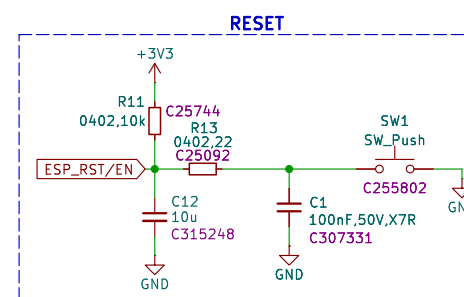 RESET
+3V3
R11
0402,10k
C25744
R13
0402,22
C25092
SW1
SW_Push
C255802
ESP_RST/EN
C12
10u
C315248
C1
100nF,50V,X7R
C307331
GND
GND